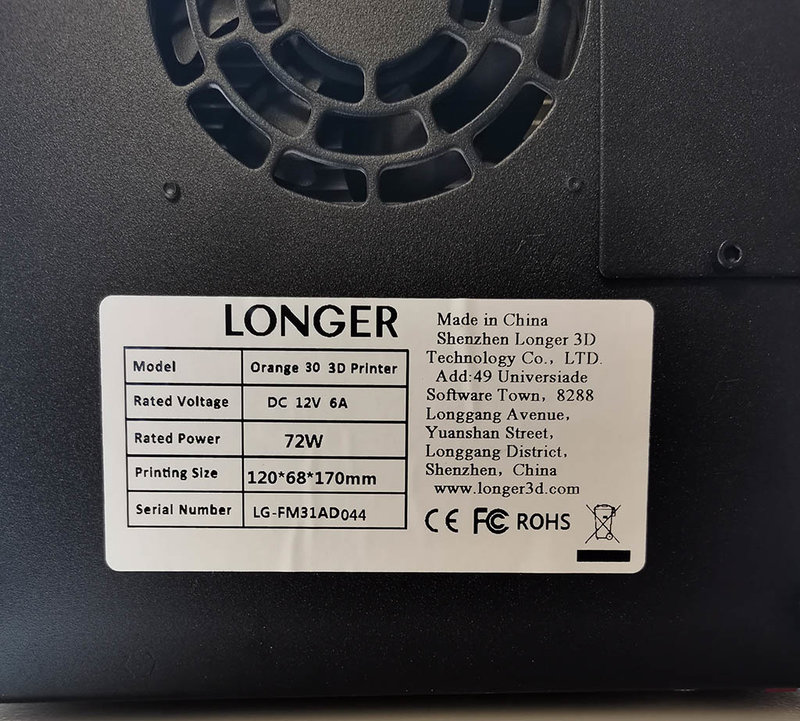 LONGER
Model Orange 30 3D Printer
Rated Voltage DC 12V 6A
Rated Power 72W
Printing Size 120*68*170mm
Serial Number LG-FM31AD044
Made in China
Shenzhen Longer 3D
Technology Co., LTD.
Add:49 Universiade
Software Town, 8288
Longgang Avenue,
Yuanshan Street,
Longgang District,
Shenzhen, China
www.longer3d.com
CE FC ROHS